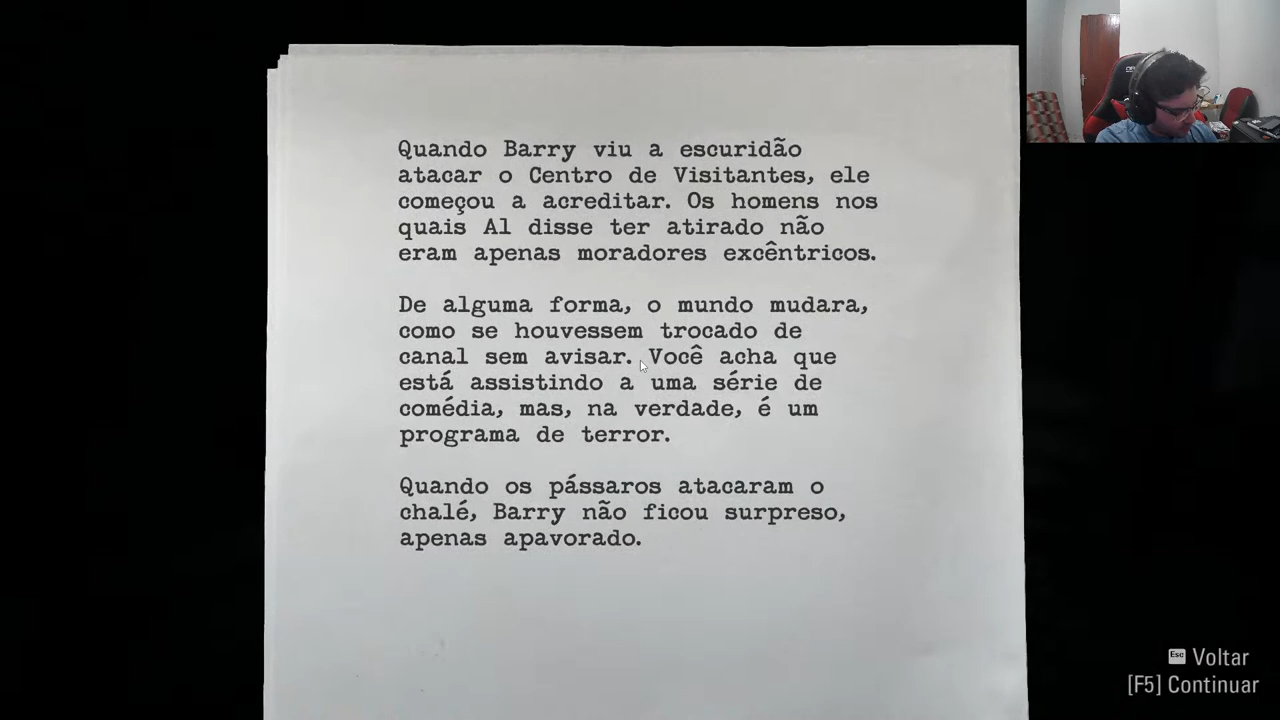 Quando Barry viu a escuridão
atacar o Centro de Visitantes, ele
começou a acreditar. Os homens nos
quais Al disse ter atirado não
eram apenas moradores excêntricos.
De alguma forma, o mundo mudara,
como se houvessem trocado de
canal sem avisar. Você acha que
está assistindo a uma série de
comédia, mas, na verdade, é um
programa de terror.
Quando os pássaros atacaram o
chalé, Barry não ficou surpreso,
apenas apavorado.
Esc Voltar
[F5] Continuar